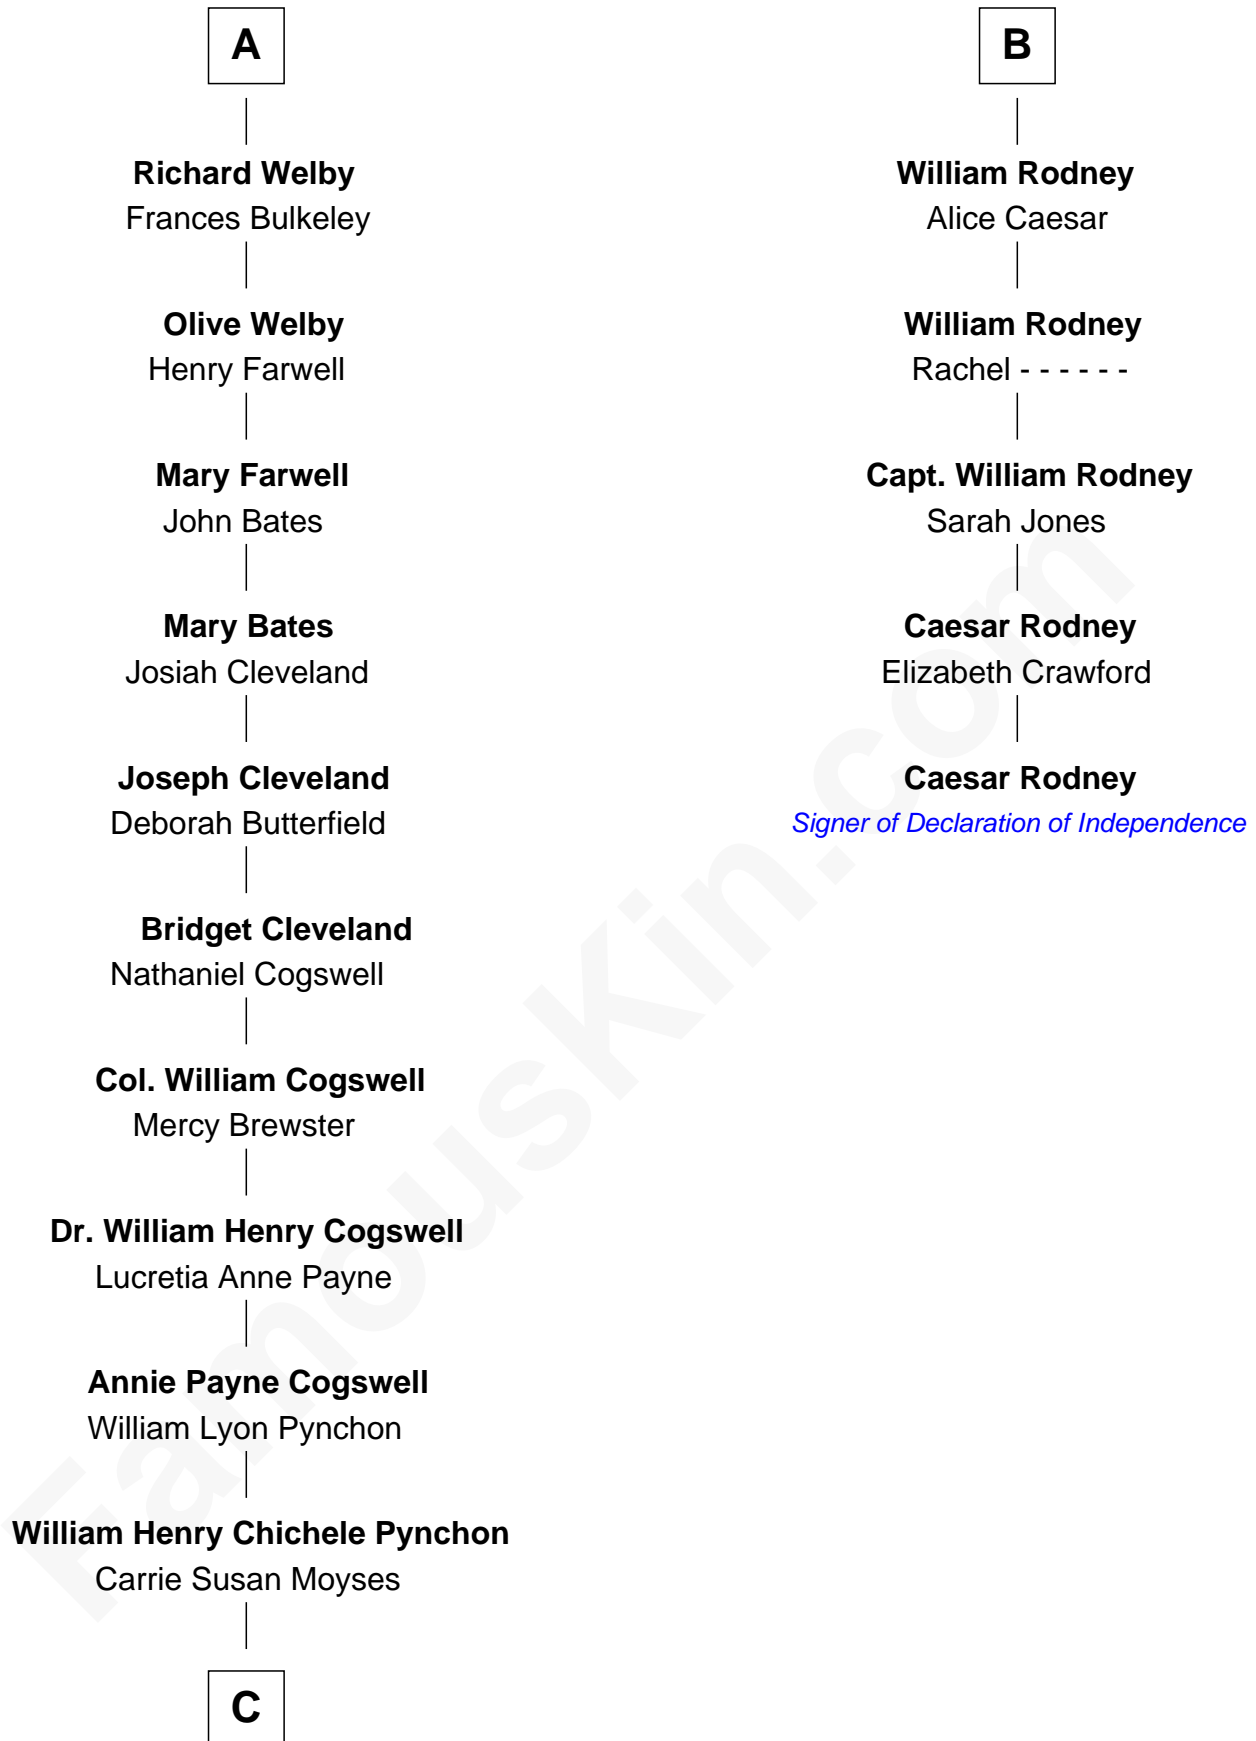 A
Richard Welby
Frances Bulkeley
Olive Welby
Henry Farwell
Mary Farwell
John Bates
Mary Bates
Josiah Cleveland
Joseph Cleveland
Deborah Butterfield
Bridget Cleveland
Nathaniel Cogswell
Col. William Cogswell
Mercy Brewster
Dr. William Henry Cogswell
Lucretia Anne Payne
Annie Payne Cogswell
William Lyon Pynchon
William Henry Chichele Pynchon
Carrie Susan Moyses
C
B
William Rodney
Alice Caesar
William Rodney
Rachel - - - - - -
Capt. William Rodney
Sarah Jones
Caesar Rodney
Elizabeth Crawford
Caesar Rodney
Signer of Declaration of Independence
FamousKin.com